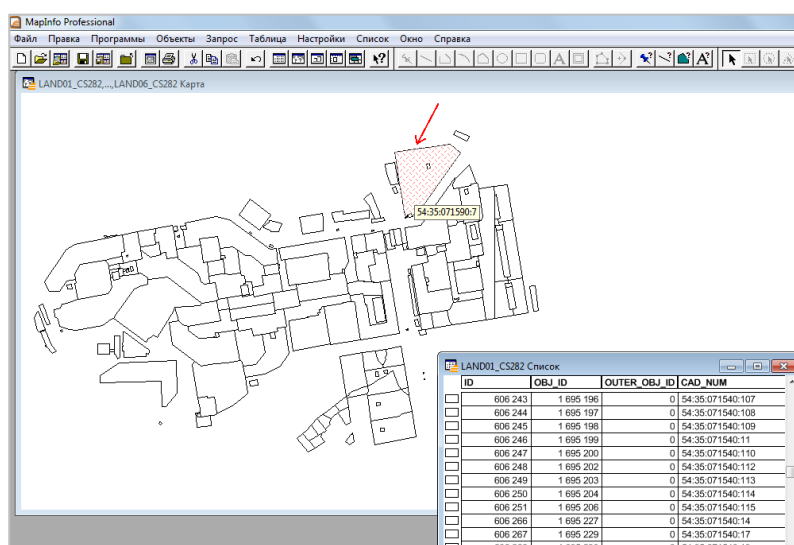 MapInfo Professional
Файл Правка Программы Объекты Запрос Таблица Настройки Список Окно Справка
LAND01_CS282,...,LAND06_CS282 Карта
54:35:071590:7
LAND01_CS282 Список
ID OBJ_ID OUTER_OBJ_ID CAD_NUM
606 243 1 695 196 0 54:35:071540:107
606 244 1 695 197 0 54:35:071540:108
606 245 1 695 198 0 54:35:071540:109
606 246 1 695 199 0 54:35:071540:11
606 247 1 695 200 0 54:35:071540:110
606 248 1 695 202 0 54:35:071540:112
606 249 1 695 203 0 54:35:071540:113
606 250 1 695 204 0 54:35:071540:114
606 251 1 695 206 0 54:35:071540:115
606 266 1 695 227 0 54:35:071540:14
606 267 1 695 229 0 54:35:071540:17